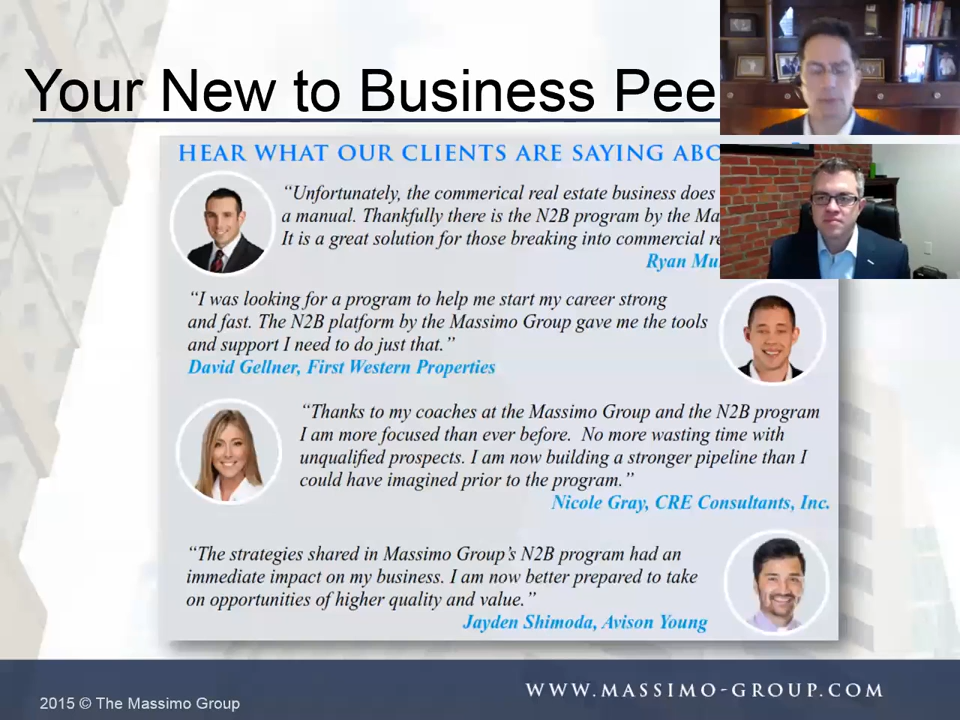 Your New to Business Pee
HEAR WHAT OUR CLIENTS ARE SAYING ABO
“Unfortunately, the commerical real estate business does
a manual. Thankfully there is the N2B program by the Ma
It is a great solution for those breaking into commercial re
Ryan Mu
“I was looking for a program to help me start my career strong
and fast. The N2B platform by the Massimo Group gave me the tools
and support I need to do just that.”
David Gellner, First Western Properties
“Thanks to my coaches at the Massimo Group and the N2B program
I am more focused than ever before. No more wasting time with
unqualified prospects. I am now building a stronger pipeline than I
could have imagined prior to the program.”
Nicole Gray, CRE Consultants, Inc.
“The strategies shared in Massimo Group’s N2B program had an
immediate impact on my business. I am now better prepared to take
on opportunities of higher quality and value.”
Jayden Shimoda, Avison Young
2015 © The Massimo Group
WWW.MASSIMO-GROUP.COM